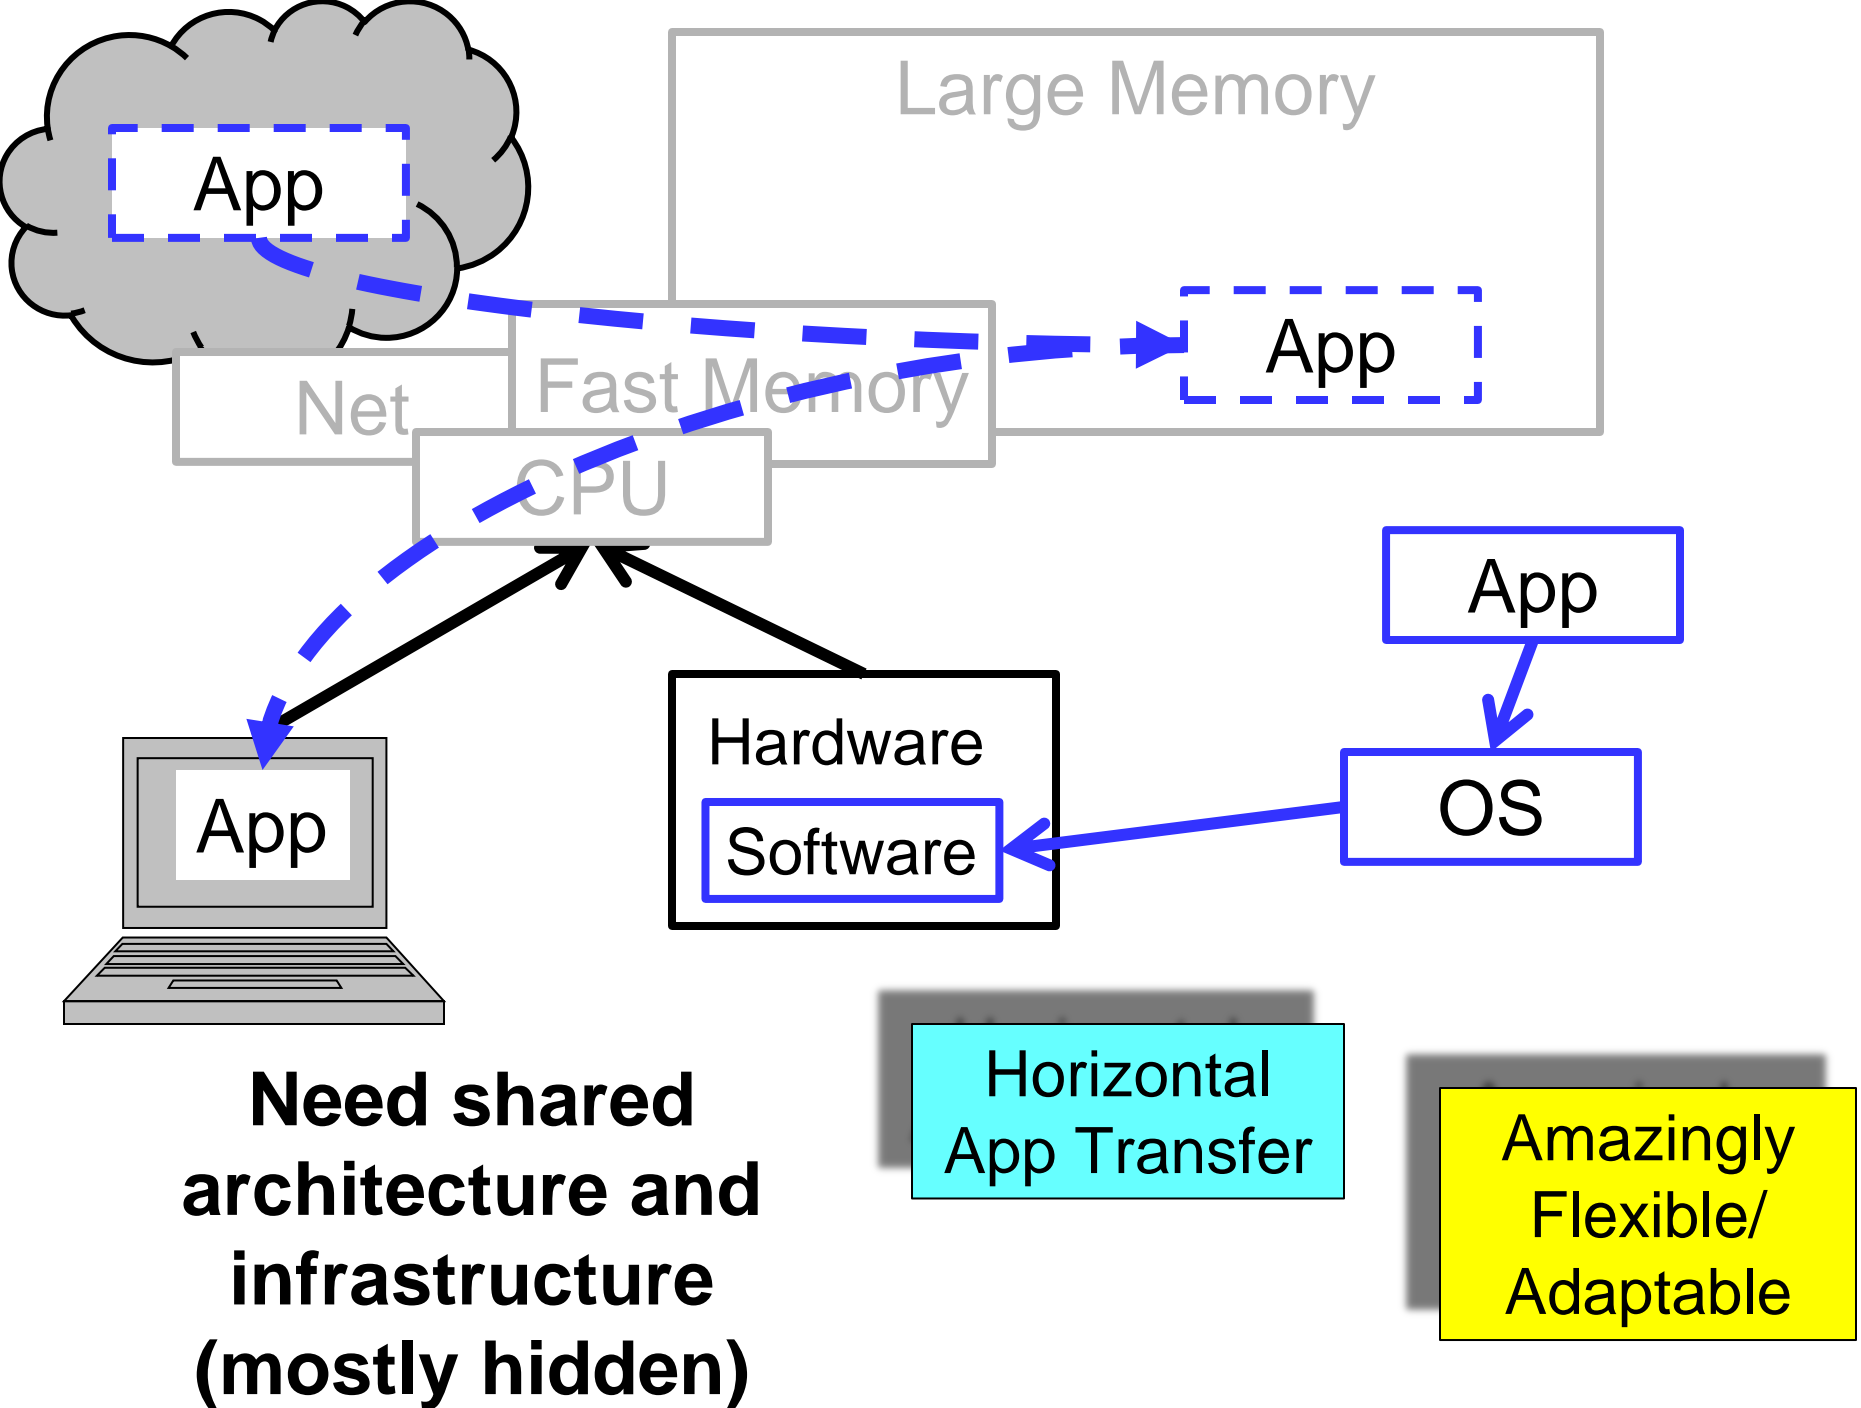 Large Memory
App
App
Fast Memory
Net
CPU
App
Hardware
App
Software
OS
Horizontal
App Transfer
Need shared
architecture and
infrastructure
(mostly hidden)
Amazingly
Flexible/
Adaptable